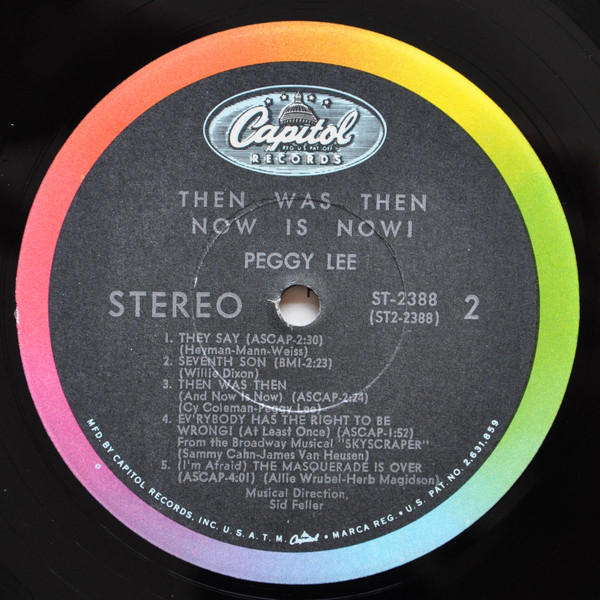 Capitol
REG. U.S. PAT. OFF.
RECORDS
THEN WAS THEN
NOW IS NOW!
PEGGY LEE
STEREO
ST-2388
(ST2-2388)
2
1. THEY SAY (ASCAP-2:30)
(Heyman-Mann-Weiss)
2. SEVENTH SON (BMI-2:23)
(Willie Dixon)
3. THEN WAS THEN
(And Now Is Now) (ASCAP-2:24)
(Cy Coleman-Peggy Lee)
4. EV'RYBODY HAS THE RIGHT TO BE
WRONG! (At Least Once) (ASCAP-1:52)
From the Broadway Musical "SKYSCRAPER"
(Sammy Cahn-James Van Heusen)
5. (I'm Afraid) THE MASQUERADE IS OVER
(ASCAP-4:01) (Allie Wrubel-Herb Magidson)
Musical Direction,
Sid Feller
MFD. BY CAPITOL RECORDS, INC. U.S.A. T.M. Capitol • MARCA REG. • U.S. PAT. NO. 2,631,859